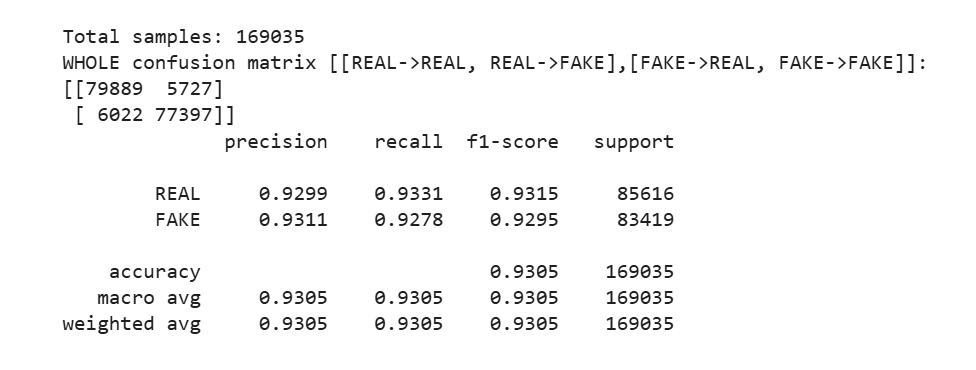 Total samples: 169035
WHOLE confusion matrix [[REAL->REAL, REAL->FAKE],[FAKE->REAL, FAKE->FAKE]]:
[[79889  5727]
 [ 6022 77397]]
              precision    recall  f1-score   support

        REAL     0.9299    0.9331    0.9315     85616
        FAKE     0.9311    0.9278    0.9295     83419

    accuracy                         0.9305    169035
   macro avg     0.9305    0.9305    0.9305    169035
weighted avg     0.9305    0.9305    0.9305    169035